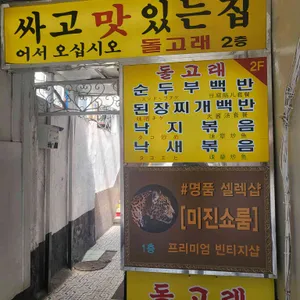 싸고 맛 있는 집
어서 오십시오 돌고래 2층
돌고래 2F
순두부백반
된장찌개백반
낙지볶음
낙새볶음
#명품 셀렉샵
[미진쇼룸]
1층 프리미엄 빈티지샵
돌고래